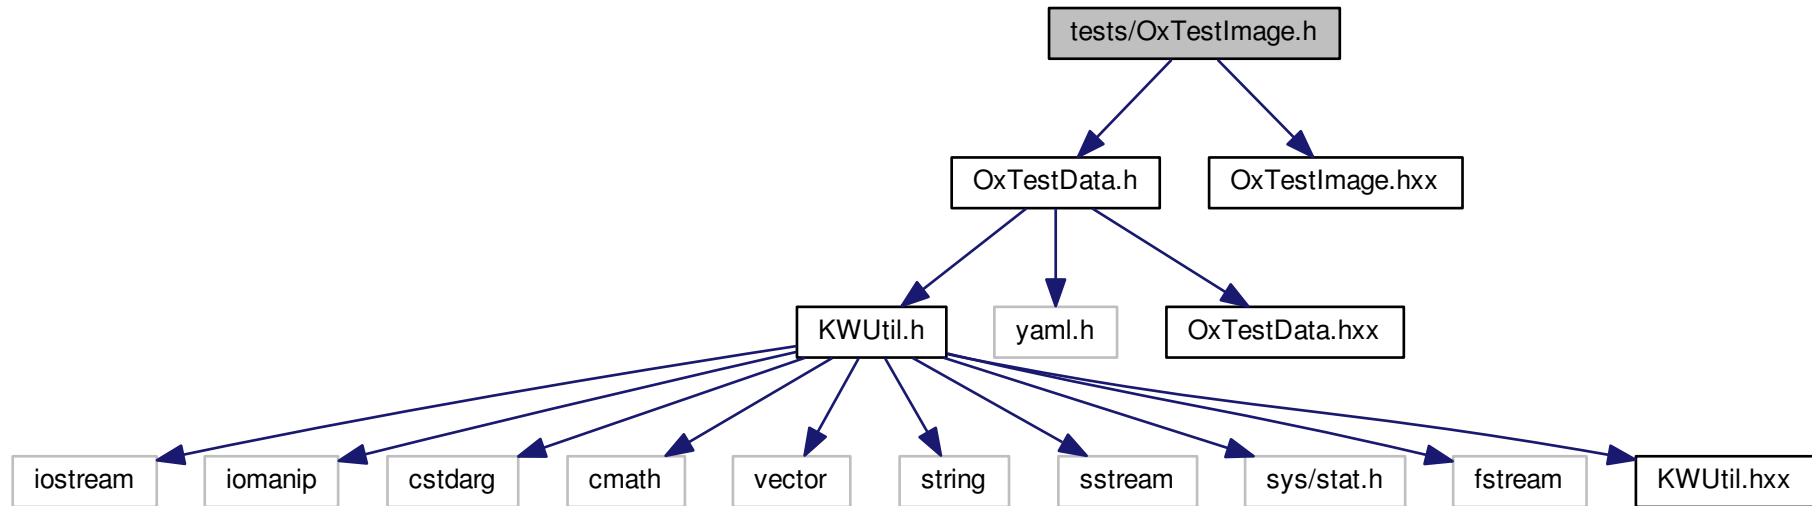 tests/OxTestImage.h
OxTestData.h
OxTestImage.hxx
KWUtil.h
yaml.h
OxTestData.hxx
iostream
iomanip
cstdarg
cmath
vector
string
sstream
sys/stat.h
fstream
KWUtil.hxx